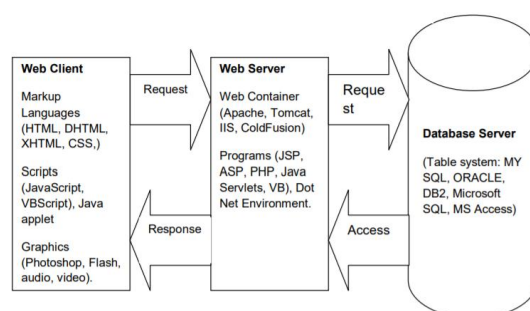 Web Client
Markup
Languages
(HTML, DHTML,
XHTML, CSS,)
Scripts
(JavaScript,
VBScript), Java
applet
Graphics
(Photoshop, Flash,
audio, video).
Request
Response
Web Server
Web Container
(Apache, Tomcat,
IIS, ColdFusion)
Programs (JSP,
ASP, PHP, Java
Servlets, VB), Dot
Net Environment.
Reque
st
Access
Database Server
(Table system: MY
SQL, ORACLE,
DB2, Microsoft
SQL, MS Access)